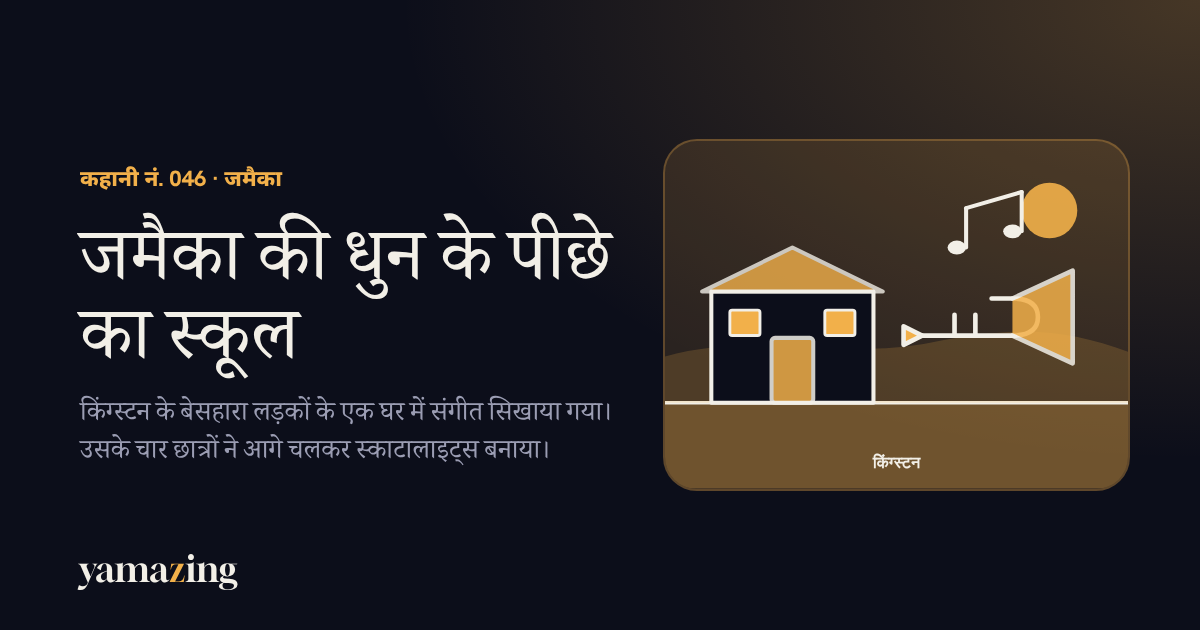 कहानी नं. 046 · जमैका
जमैका की धुन के पीछे
का स्कूल
किंग्स्टन के बेसहारा लड़कों के एक घर में संगीत सिखाया गया।
उसके चार छात्रों ने आगे चलकर स्काटालाइट्स बनाया।
किंग्स्टन
yamazing